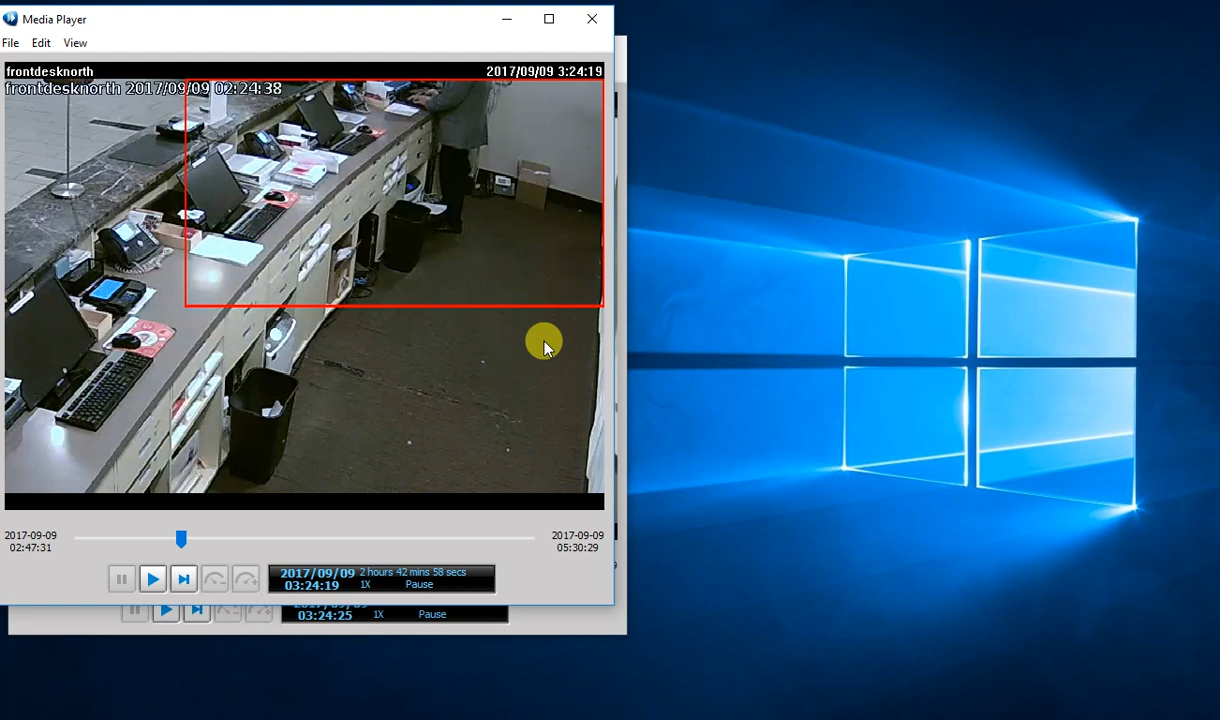 Media Player
File Edit View
frontdesknorth 2017/09/09 3:24:19
frontdesknorth 2017/09/09 02:24:38
2017-09-09
02:47:31
2017-09-09
05:30:29
2017/09/09 2 hours 42 mins 58 secs
03:24:19 1X Pause
03:24:25 1X Pause